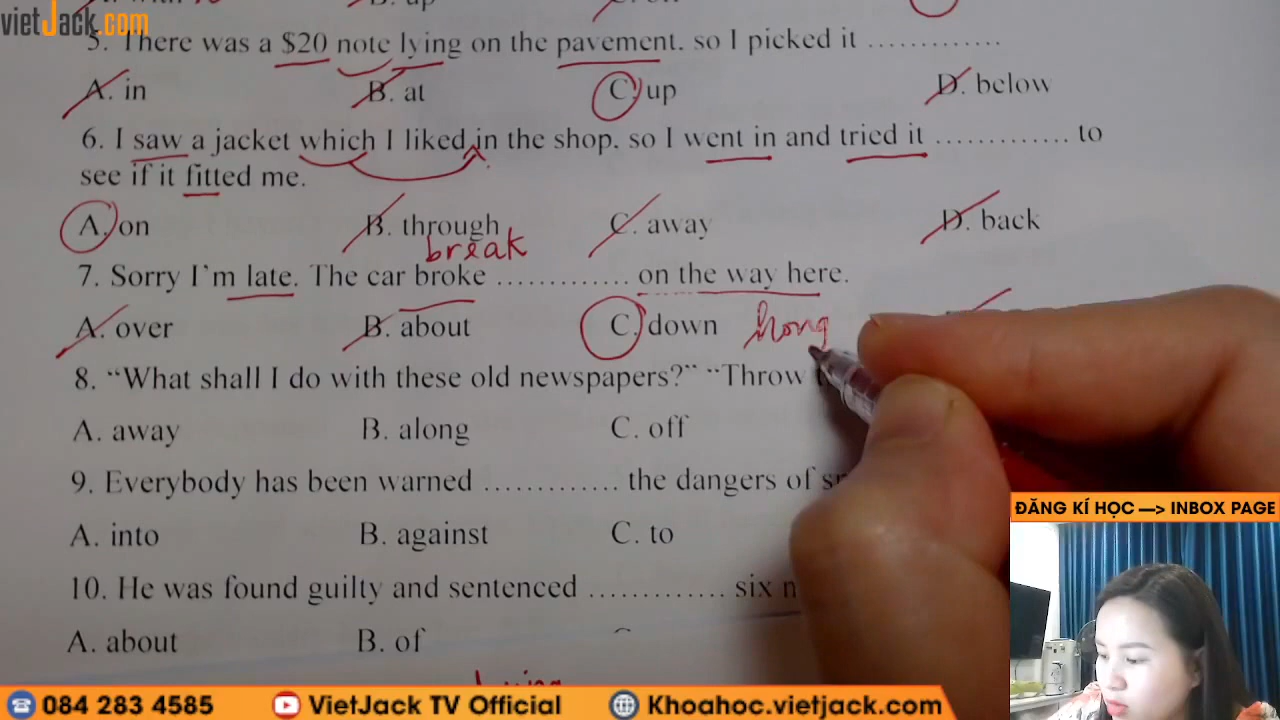 vietJack.com
B. up
5. There was a $20 note lying on the pavement. so I picked it .............
A. in B. at C. up D. below
6. I saw a jacket which I liked in the shop. so I went in and tried it ............. to
see if it fitted me.
A. on B. through C. away D. back
break
7. Sorry I'm late. The car broke ............. on the way here.
A. over B. about C. down hỏng
8. “What shall I do with these old newspapers?” “Throw
A. away B. along C. off
9. Everybody has been warned ............. the dangers of
A. into B. against C. to
10. He was found guilty and sentenced ............. six
A. about B. of
ĐĂNG KÍ HỌC —> INBOX PAGE
084 283 4585 VietJack TV Official Khoahoc.vietjack.com